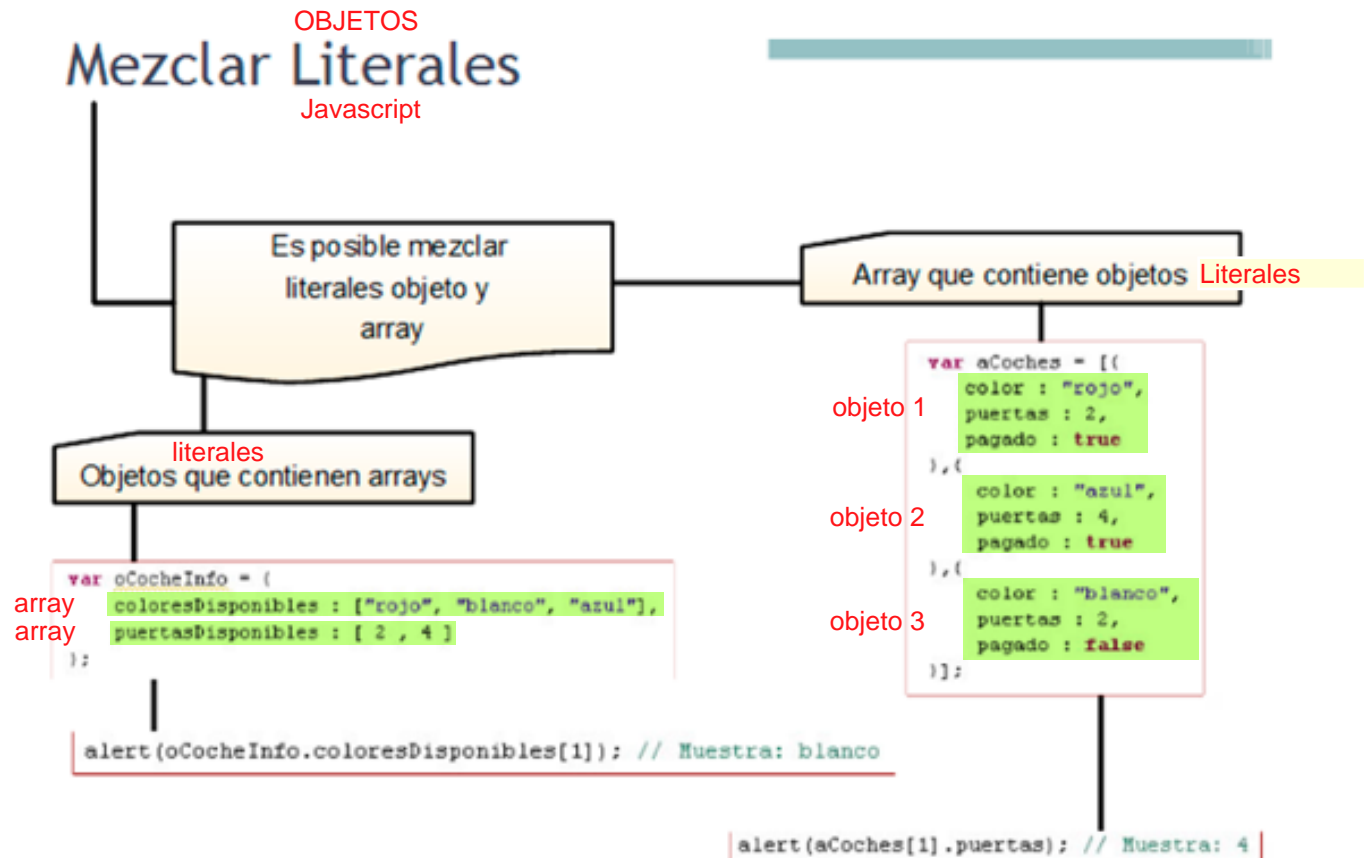 OBJETOS
Mezclar Literales
Javascript
Es posible mezclar
literales objeto y
array
Array que contiene objetos Literales
literales
Objetos que contienen arrays
var oCocheInfo = {
array coloresDisponibles : ["rojo", "blanco", "azul"],
array puertasDisponibles : [ 2 , 4 ]
};
alert(oCocheInfo.coloresDisponibles[1]); // Muestra: blanco
var aCoches = [{
color : "rojo",
objeto 1 puertas : 2,
pagado : true
},{
color : "azul",
objeto 2 puertas : 4,
pagado : true
},{
color : "blanco",
objeto 3 puertas : 2,
pagado : false
}];
alert(aCoches[1].puertas); // Muestra: 4